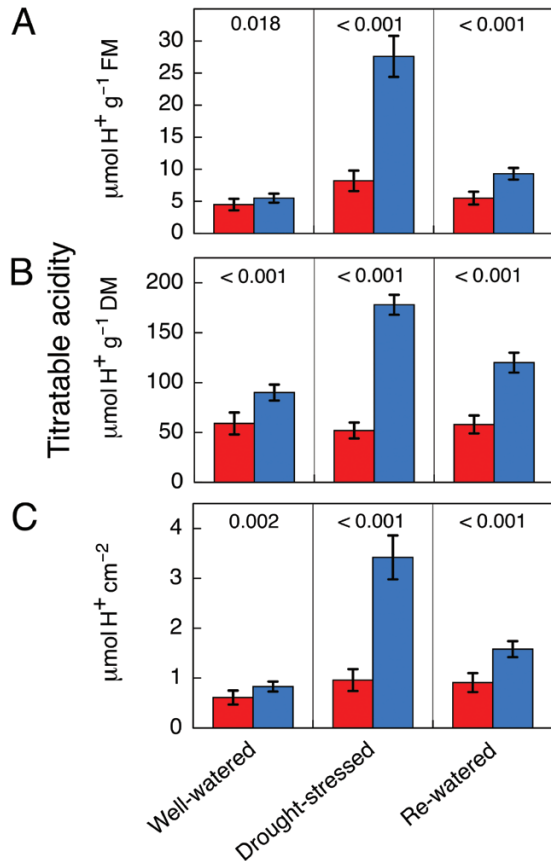 A
0.018
< 0.001
< 0.001
30
25
20
15
10
5
0
µmol H⁺ g⁻¹ FM
Titratable acidity
B
< 0.001
< 0.001
< 0.001
200
150
100
50
0
µmol H⁺ g⁻¹ DM
C
0.002
< 0.001
< 0.001
4
3
2
1
0
µmol H⁺ cm⁻²
Well-watered
Drought-stressed
Re-watered